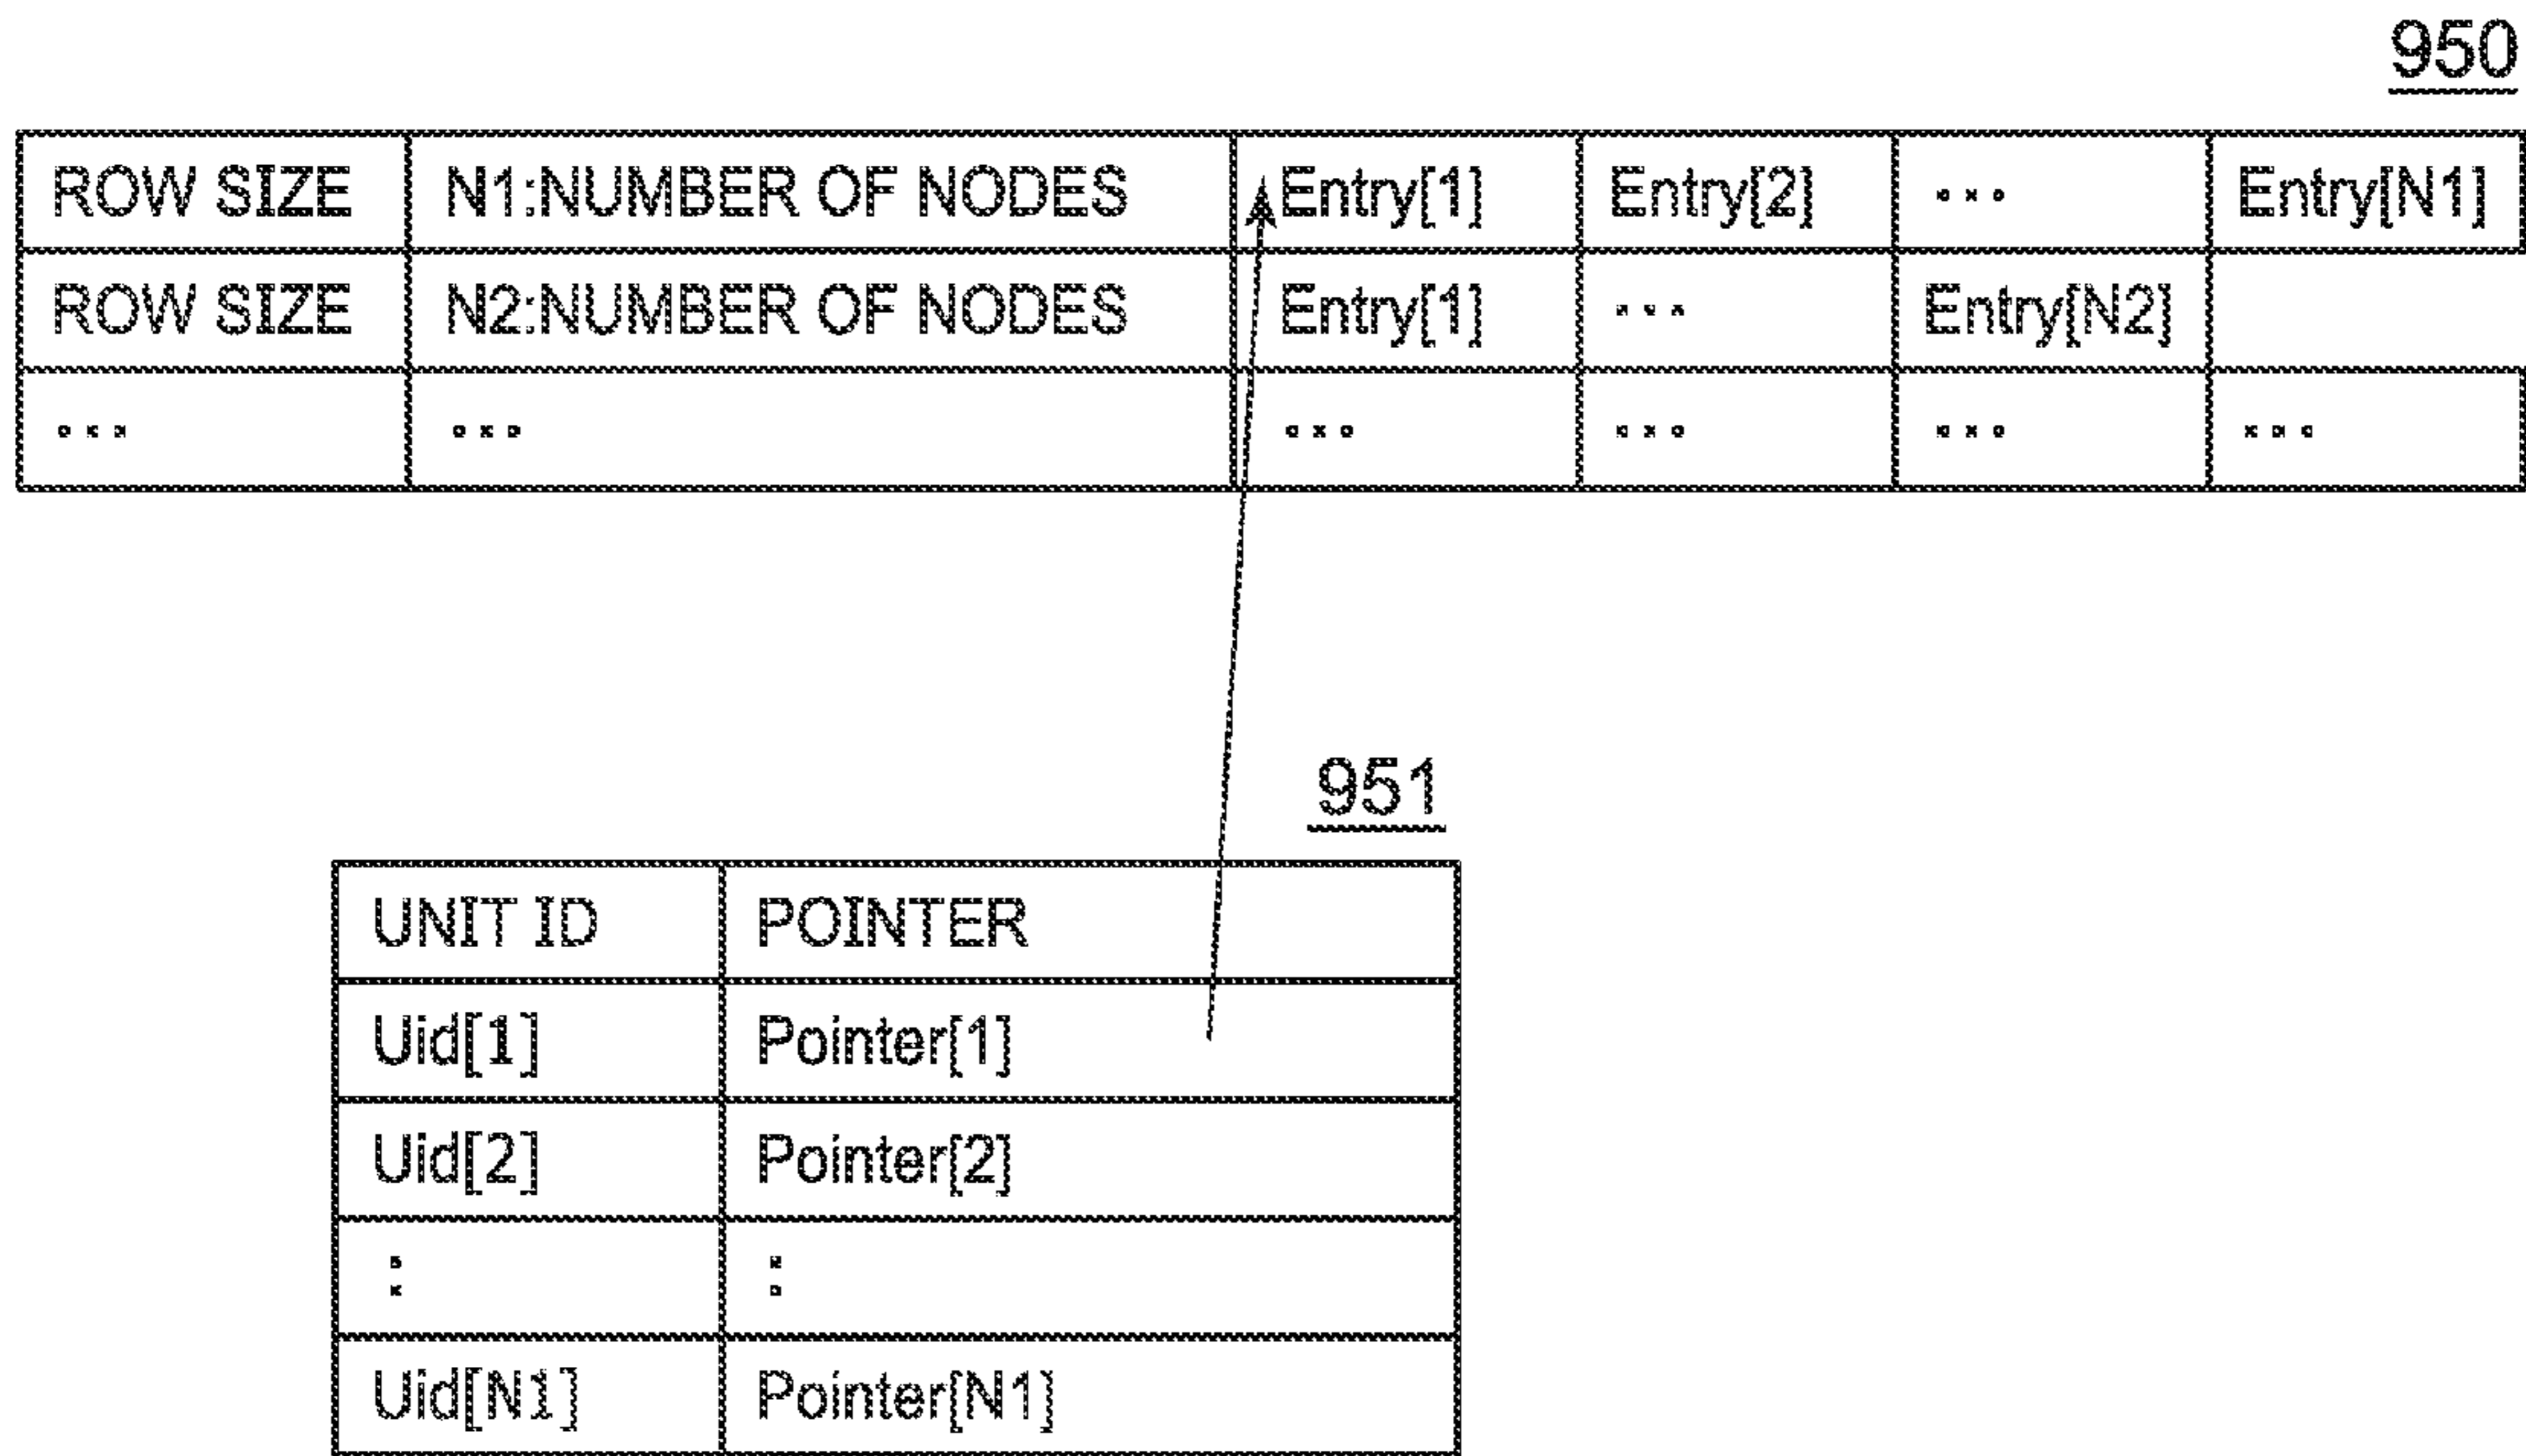 950
ROW SIZE N1:NUMBER OF NODES Entry[1] Entry[2] ... Entry[N1]
ROW SIZE N2:NUMBER OF NODES Entry[1] ... Entry[N2]
... ... ... ... ... ...
951
UNIT ID POINTER
Uid[1] Pointer[1]
Uid[2] Pointer[2]
: :
Uid[N1] Pointer[N1]